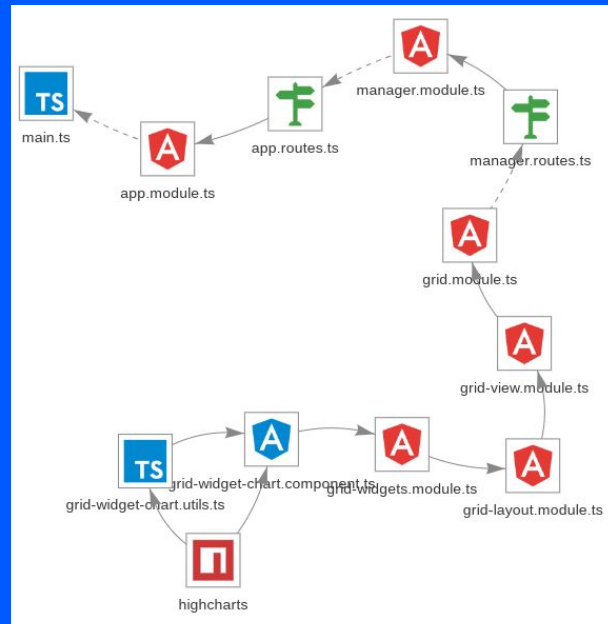 manager.module.ts
TS
main.ts
app.routes.ts
manager.routes.ts
A
app.module.ts
A
A
grid.module.ts
A
grid-view.module.ts
TS
A
A
A
grid-widget-chart.component.ts
grid-widgets.module.ts
grid-widget-chart.utils.ts
grid-layout.module.ts
highcharts